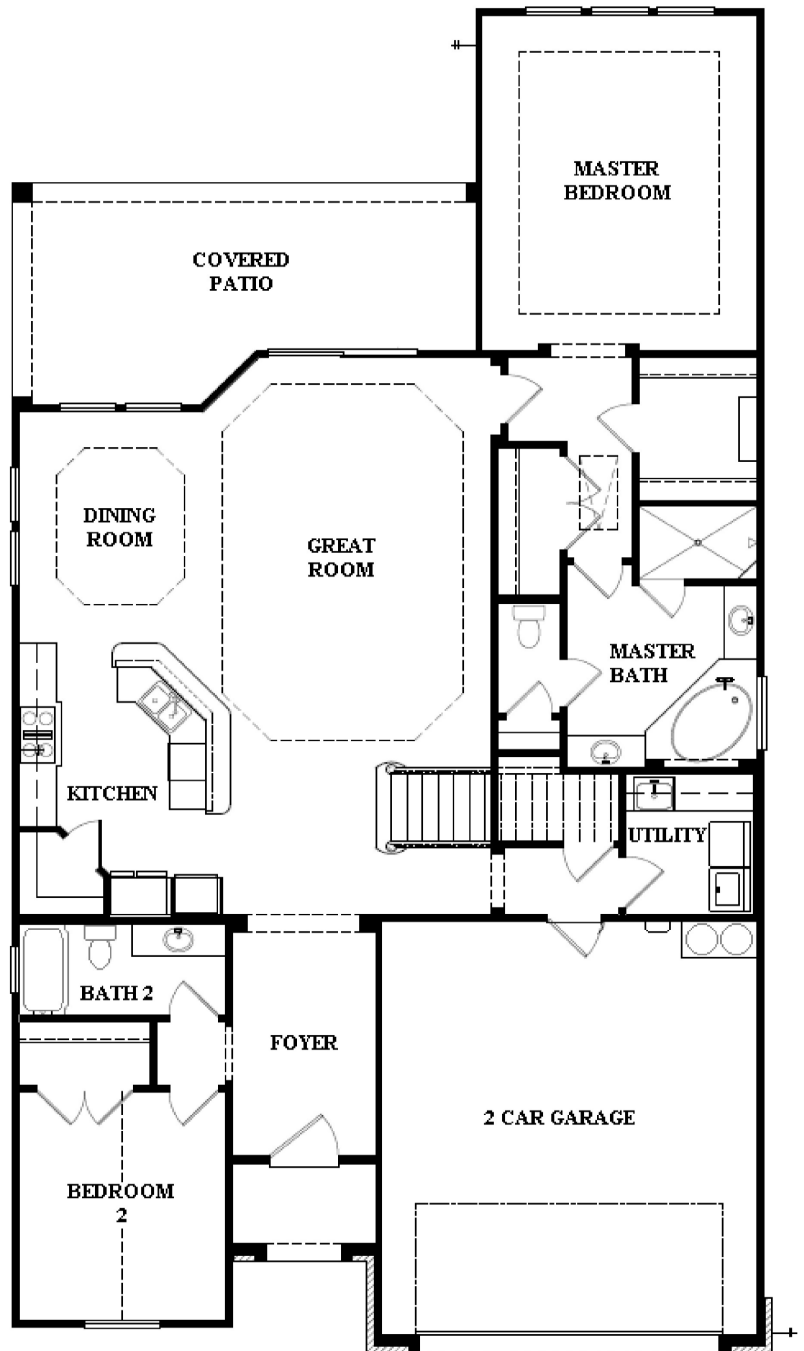 MASTER
BEDROOM
COVERED
PATIO
DINING
ROOM
GREAT
ROOM
MASTER
BATH
KITCHEN
UTILITY
BATH 2
FOYER
2 CAR GARAGE
BEDROOM
2